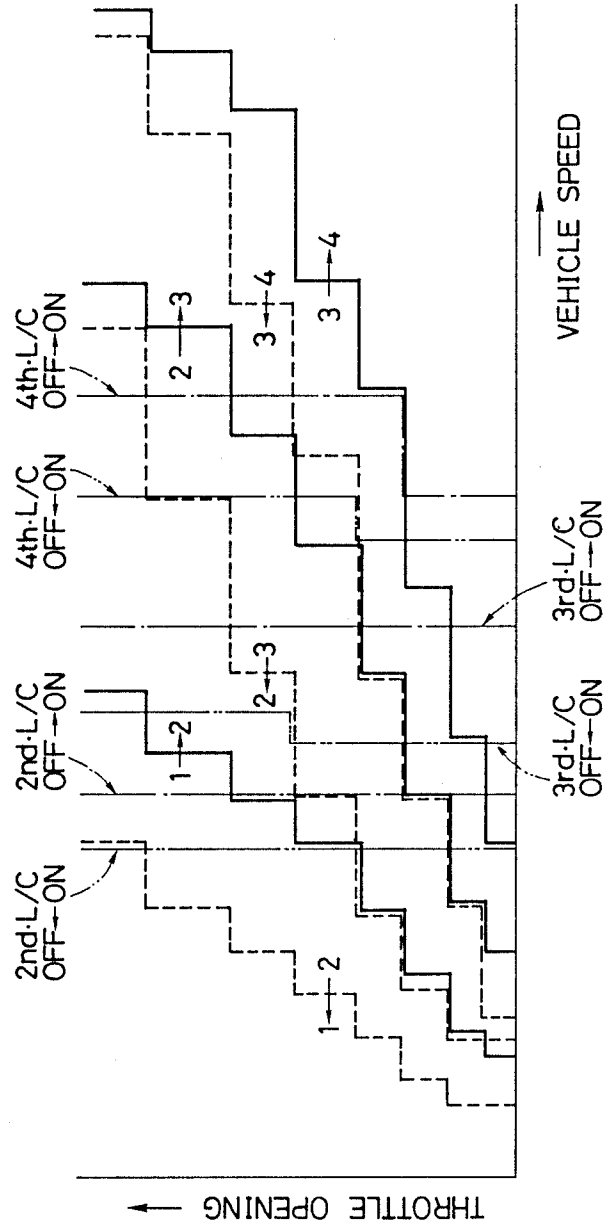 2nd·L/C
OFF←ON
2nd·L/C
OFF→ON
4th·L/C
OFF←ON
4th·L/C
OFF→ON
1→2
2→3
2←3
3←4
3→4
1←2
3rd·L/C
OFF←ON
3rd·L/C
OFF→ON
THROTTLE OPENING →
→
VEHICLE SPEED